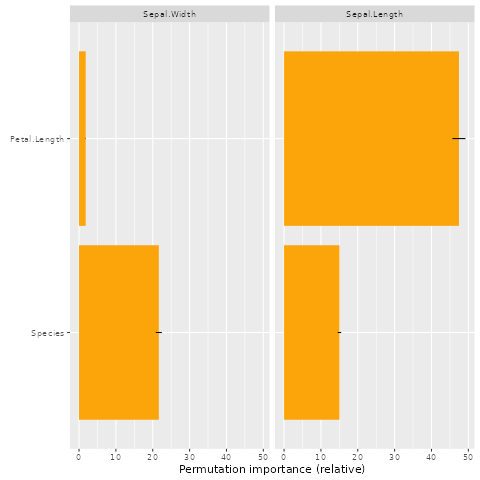 Sepal.Width Sepal.Length
Petal.Length
Species
0 10 20 30 40 50 0 10 20 30 40 50
Permutation importance (relative)